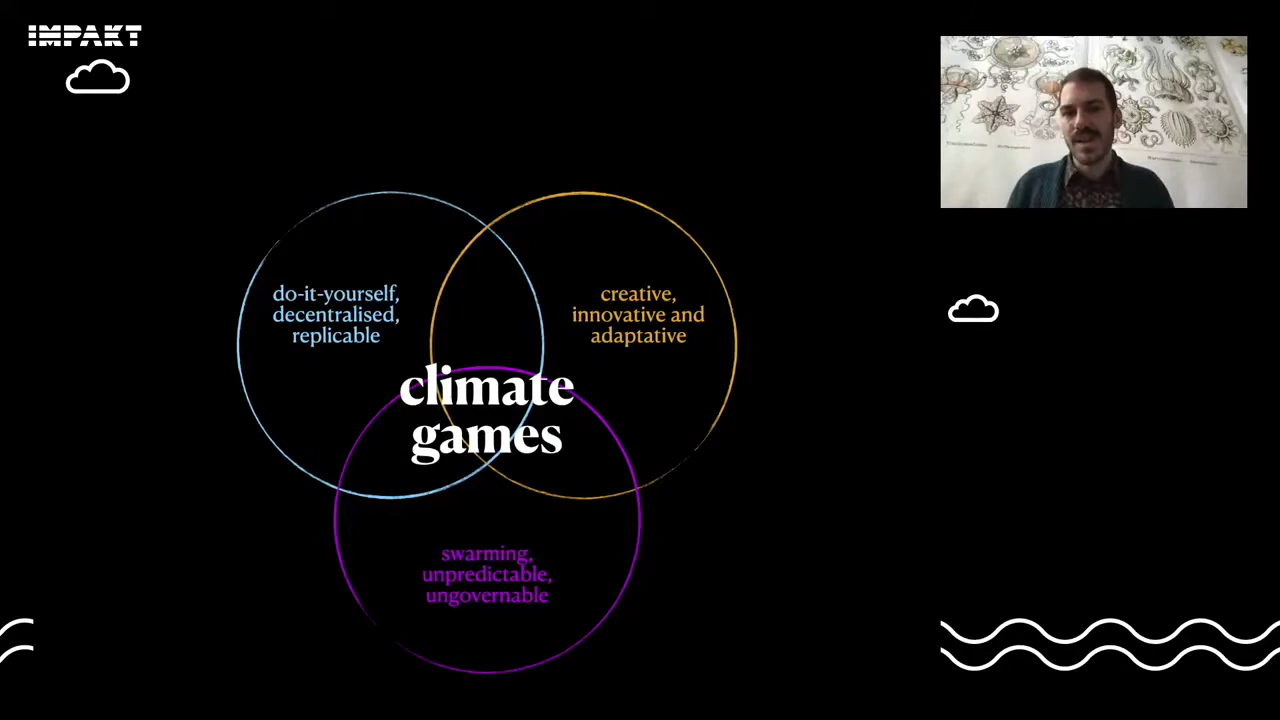 IMPAKT
do-it-yourself,
decentralised,
replicable
creative,
innovative and
adaptative
climate
games
swarming,
unpredictable,
ungovernable